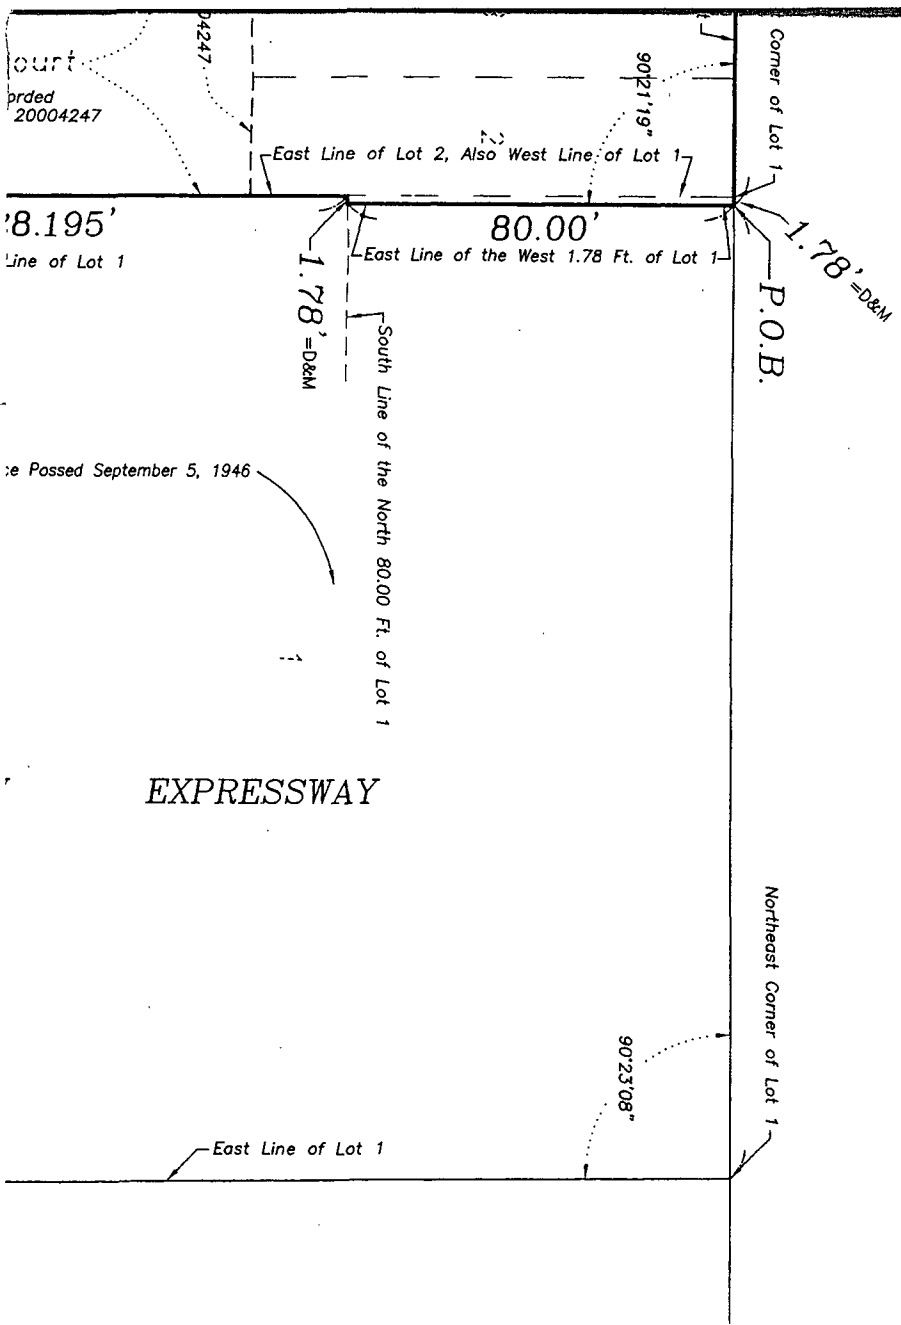 ourt
orded
20004247
04247
90°21'19"
Corner of Lot 1
2
East Line of Lot 2, Also West Line of Lot 1
8.195'
Line of Lot 1
80.00'
East Line of the West 1.78 Ft. of Lot 1
1.78' =D&M
1.78' =D&M
P.O.B.
South Line of the North 80.00 Ft. of Lot 1
ce Possed September 5, 1946
1
EXPRESSWAY
Northeast Corner of Lot 1
90°23'08"
East Line of Lot 1